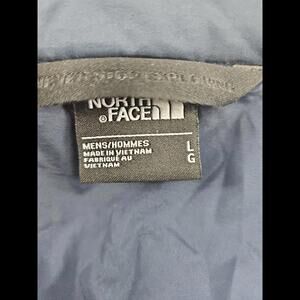 NEVER STOP EXPLORING
NORTH
FACE
MENS/HOMMES
L
MADE IN VIETNAM
G
FABRIQUÉ AU
VIETNAM